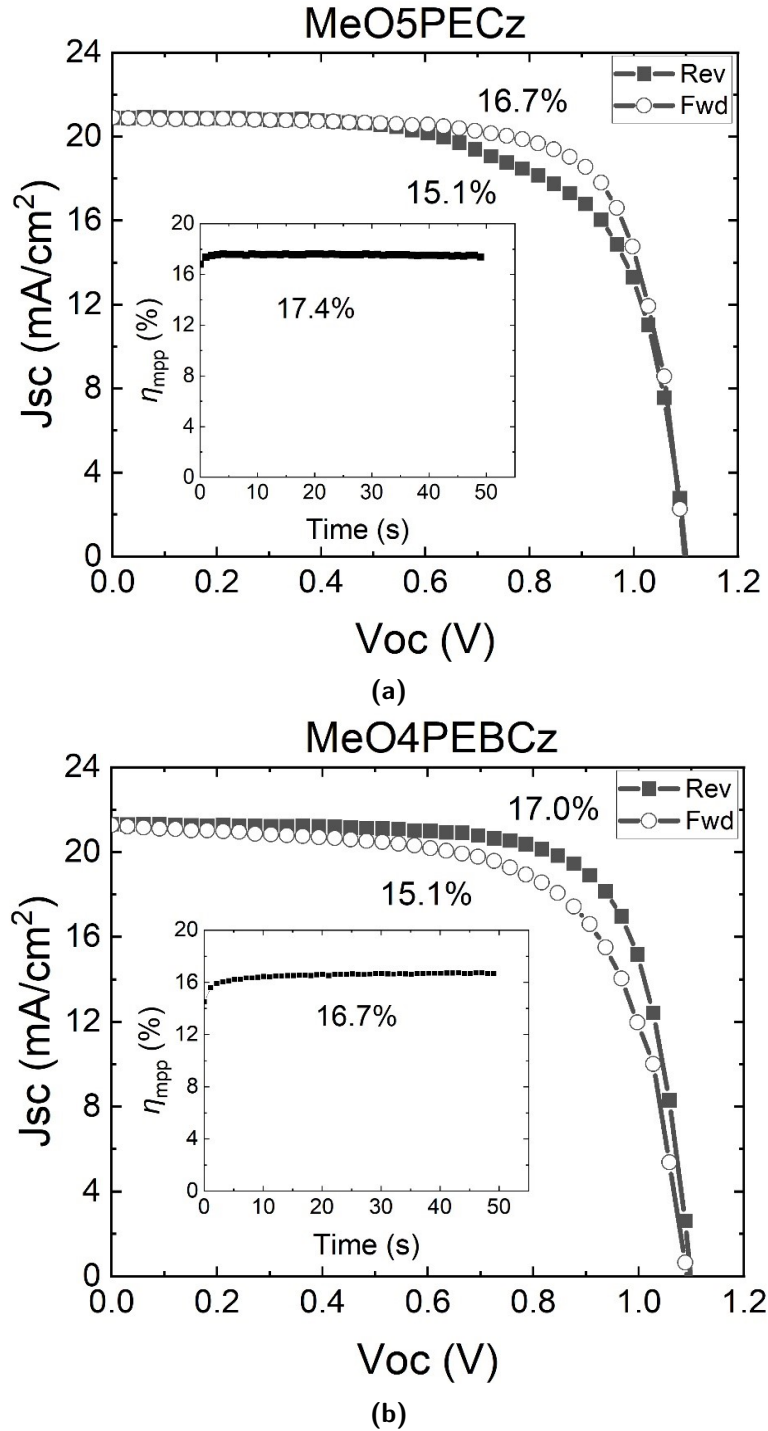 MeO5PECz
24
20
16
12
8
4
0
Jsc (mA/cm²)
Rev
Fwd
16.7%
15.1%
18
16
12
8
4
0
η_mpp (%)
17.4%
0 10 20 30 40 50
Time (s)
0.0 0.2 0.4 0.6 0.8 1.0 1.2
Voc (V)
(a)
MeO4PEBCz
24
20
16
12
8
4
0
Jsc (mA/cm²)
Rev
Fwd
17.0%
15.1%
20
16
12
8
4
0
η_mpp (%)
16.7%
0 10 20 30 40 50
Time (s)
0.0 0.2 0.4 0.6 0.8 1.0 1.2
Voc (V)
(b)